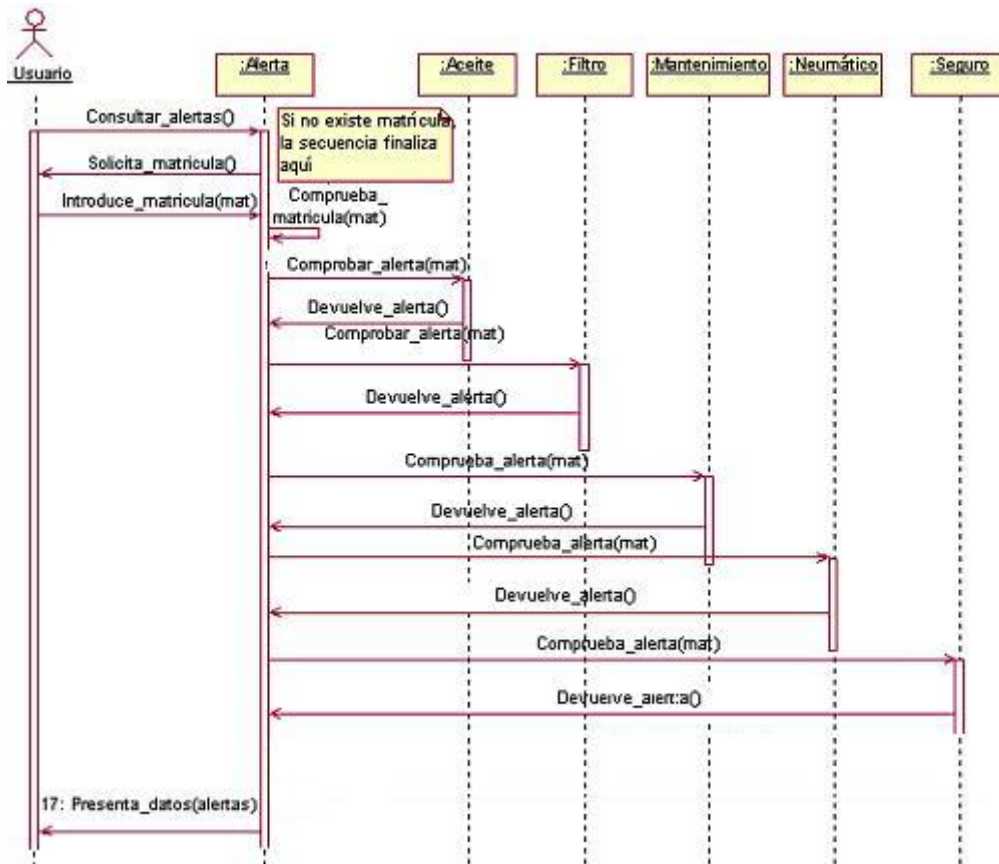 Usuario
:Alerta
:Aceite
:Filtro
:Mantenimiento
:Neumático
:Seguro
Consultar_alertas()
Si no existe matrícula,
la secuencia finaliza
aquí
Solicita_matricula()
Introduce_matricula(mat)
Comprueba_
matricula(mat)
Comprobar_alerta(mat)
Devuelve_alerta()
Comprobar_alerta(mat)
Devuelve_alerta()
Comprueba_alerta(mat)
Devuelve_alerta()
Comprueba_alerta(mat)
Devuelve_alerta()
Comprueba_alerta(mat)
Devuelve_alerta()
17: Presenta_datos(alertas)